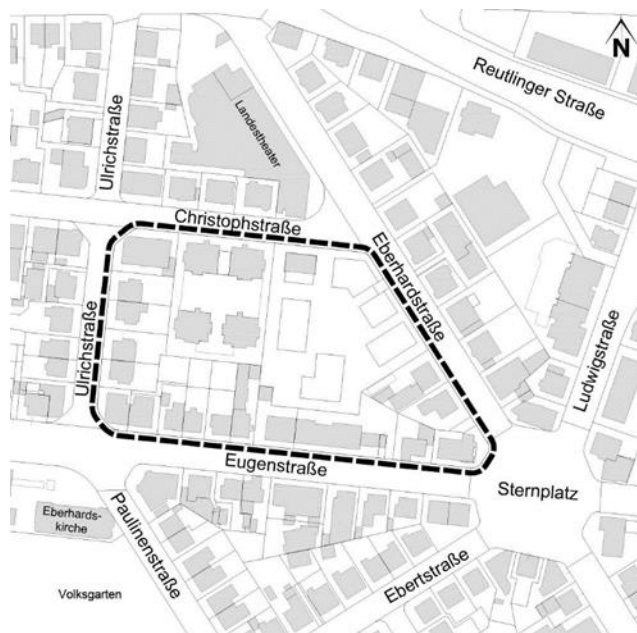 N
Reutlinger Straße
Ulrichstraße
Landestheater
Christophstraße
Eberhardstraße
Ulrichstraße
Ludwigstraße
Eugenstraße
Sternplatz
Eberhards-
kirche
Paulinenstraße
Ebertstraße
Volksgarten